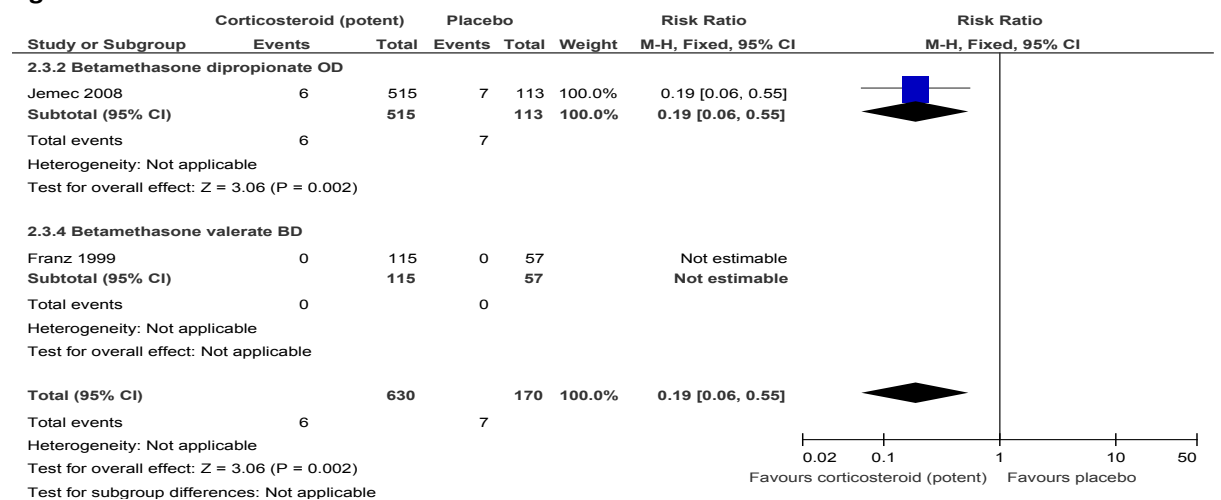 Corticosteroid (potent) Placebo Risk Ratio Risk Ratio
Study or Subgroup Events Total Events Total Weight M-H, Fixed, 95% CI M-H, Fixed, 95% CI
2.3.2 Betamethasone dipropionate OD
Jemec 2008 6 515 7 113 100.0% 0.19 [0.06, 0.55]
Subtotal (95% CI) 515 113 100.0% 0.19 [0.06, 0.55]
Total events 6 7
Heterogeneity: Not applicable
Test for overall effect: Z = 3.06 (P = 0.002)
2.3.4 Betamethasone valerate BD
Franz 1999 0 115 0 57 Not estimable
Subtotal (95% CI) 115 57 Not estimable
Total events 0 0
Heterogeneity: Not applicable
Test for overall effect: Not applicable
Total (95% CI) 630 170 100.0% 0.19 [0.06, 0.55]
Total events 6 7
Heterogeneity: Not applicable
Test for overall effect: Z = 3.06 (P = 0.002)
Test for subgroup differences: Not applicable
0.02 0.1 1 10 50
Favours corticosteroid (potent) Favours placebo